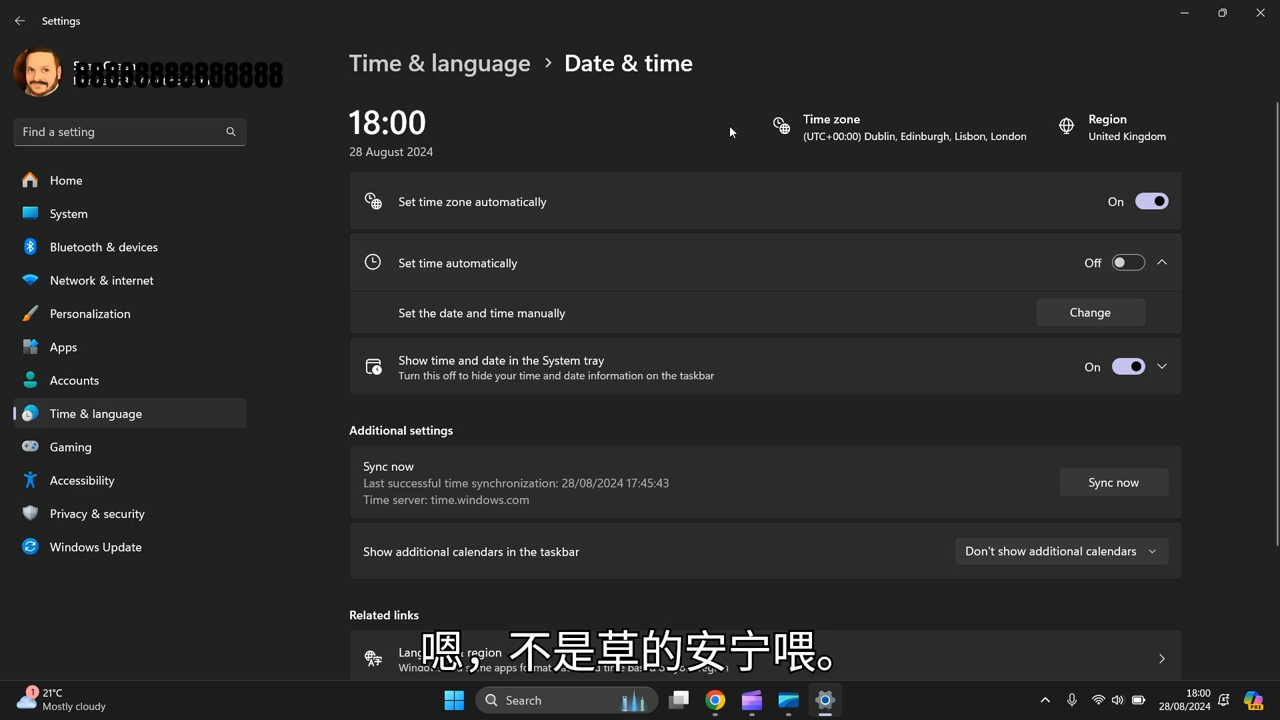 Settings
Find a setting
Home
System
Bluetooth & devices
Network & internet
Personalization
Apps
Accounts
Time & language
Gaming
Accessibility
Privacy & security
Windows Update
Time & language > Date & time
18:00
28 August 2024
Time zone
(UTC+00:00) Dublin, Edinburgh, Lisbon, London
Region
United Kingdom
Set time zone automatically
On
Set time automatically
Off
Set the date and time manually
Change
Show time and date in the System tray
Turn this off to hide your time and date information on the taskbar
On
Additional settings
Sync now
Last successful time synchronization: 28/08/2024 17:45:43
Time server: time.windows.com
Sync now
Show additional calendars in the taskbar
Don't show additional calendars
Related links
嗯，不是草的安宁喂。
1
21°C
Mostly cloudy
Search
18:00
28/08/2024
PRE